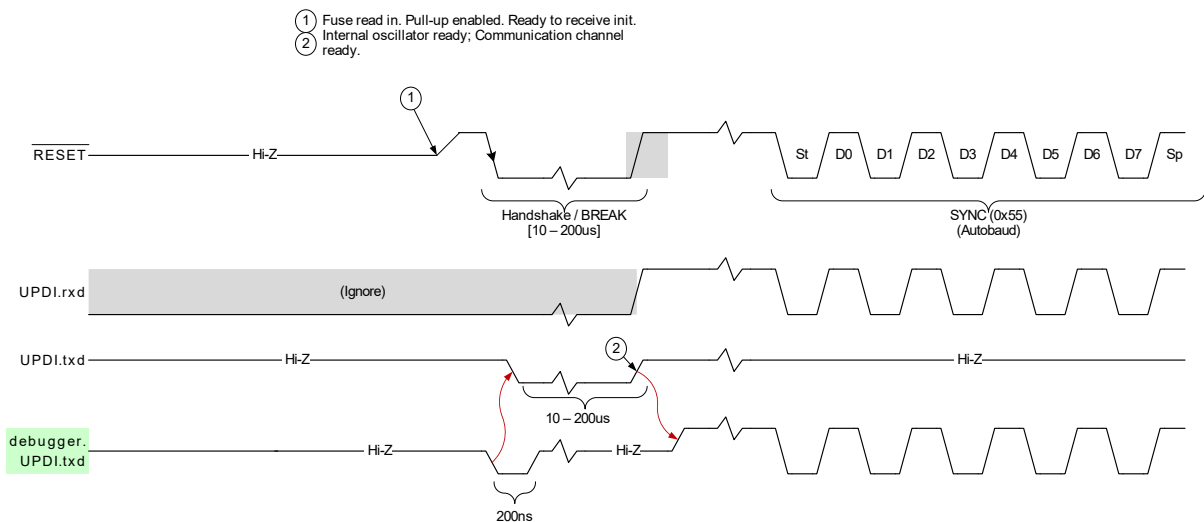 1 Fuse read in. Pull-up enabled. Ready to receive init.
2 Internal oscillator ready; Communication channel
ready.
1
RESET Hi-Z St D0 D1 D2 D3 D4 D5 D6 D7 Sp
Handshake / BREAK
[10 – 200us]
SYNC (0x55)
(Autobaud)
UPDI.rxd (Ignore)
UPDI.txd Hi-Z 2 Hi-Z
10 – 200us
debugger.
UPDI.txd Hi-Z Hi-Z
200ns